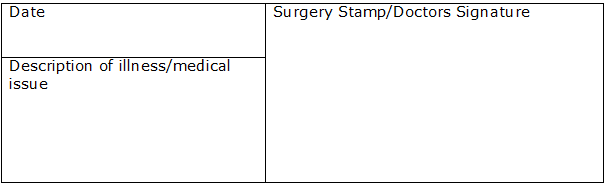 Date
Surgery Stamp/Doctors Signature
Description of illness/medical
issue